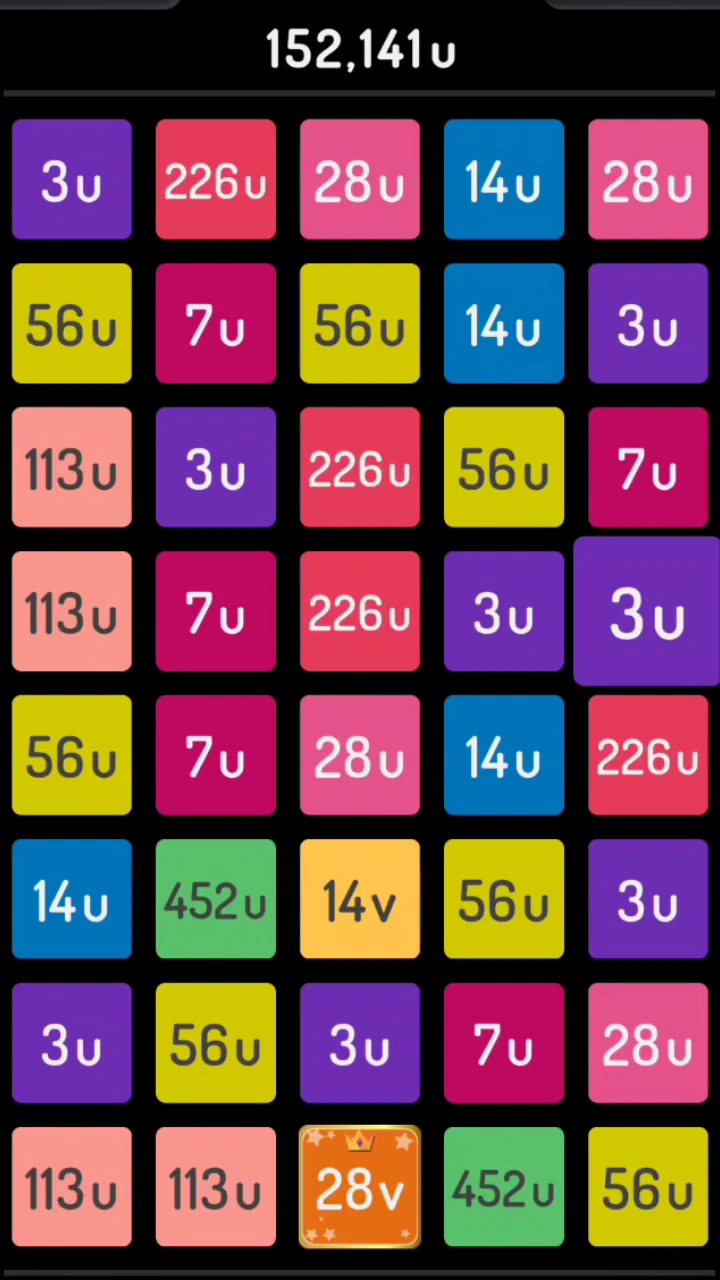 152,141u
3u 226u 28u 14u 28u
56u 7u 56u 14u 3u
113u 3u 226u 56u 7u
113u 7u 226u 3u 3u
56u 7u 28u 14u 226u
14u 452u 14v 56u 3u
3u 56u 3u 7u 28u
113u 113u 28v 452u 56u